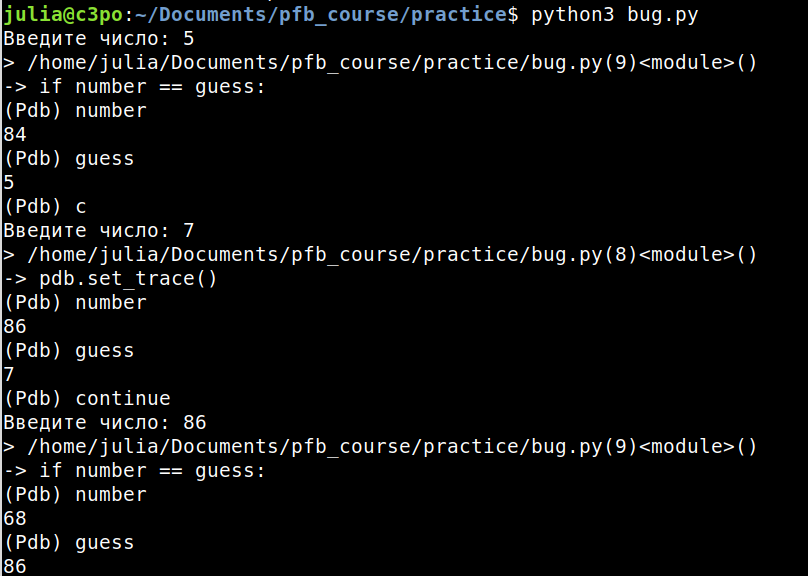 julia@c3po:~/Documents/pfb_course/practice$ python3 bug.py
Введите число: 5
> /home/julia/Documents/pfb_course/practice/bug.py(9)<module>()
-> if number == guess:
(Pdb) number
84
(Pdb) guess
5
(Pdb) c
Введите число: 7
> /home/julia/Documents/pfb_course/practice/bug.py(8)<module>()
-> pdb.set_trace()
(Pdb) number
86
(Pdb) guess
7
(Pdb) continue
Введите число: 86
> /home/julia/Documents/pfb_course/practice/bug.py(9)<module>()
-> if number == guess:
(Pdb) number
68
(Pdb) guess
86